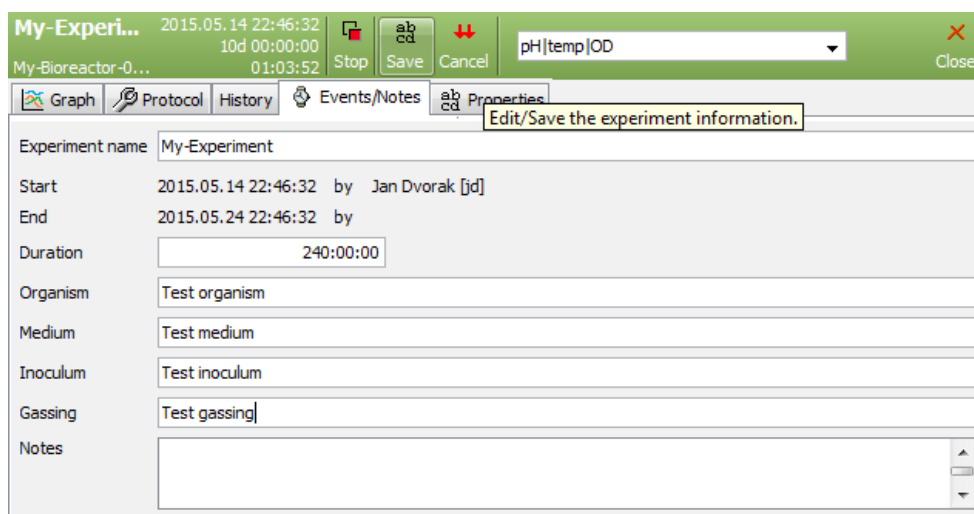 My-Experi... 2015.05.14 22:46:32
10d 00:00:00
My-Bioreactor-0... 01:03:52
Stop
ab
cd
Save
Cancel
pH|temp|OD
Close
Graph Protocol History Events/Notes ab
cd Properties
Edit/Save the experiment information.
Experiment name My-Experiment
Start 2015.05.14 22:46:32 by Jan Dvorak [jd]
End 2015.05.24 22:46:32 by
Duration 240:00:00
Organism Test organism
Medium Test medium
Inoculum Test inoculum
Gassing Test gassing
Notes